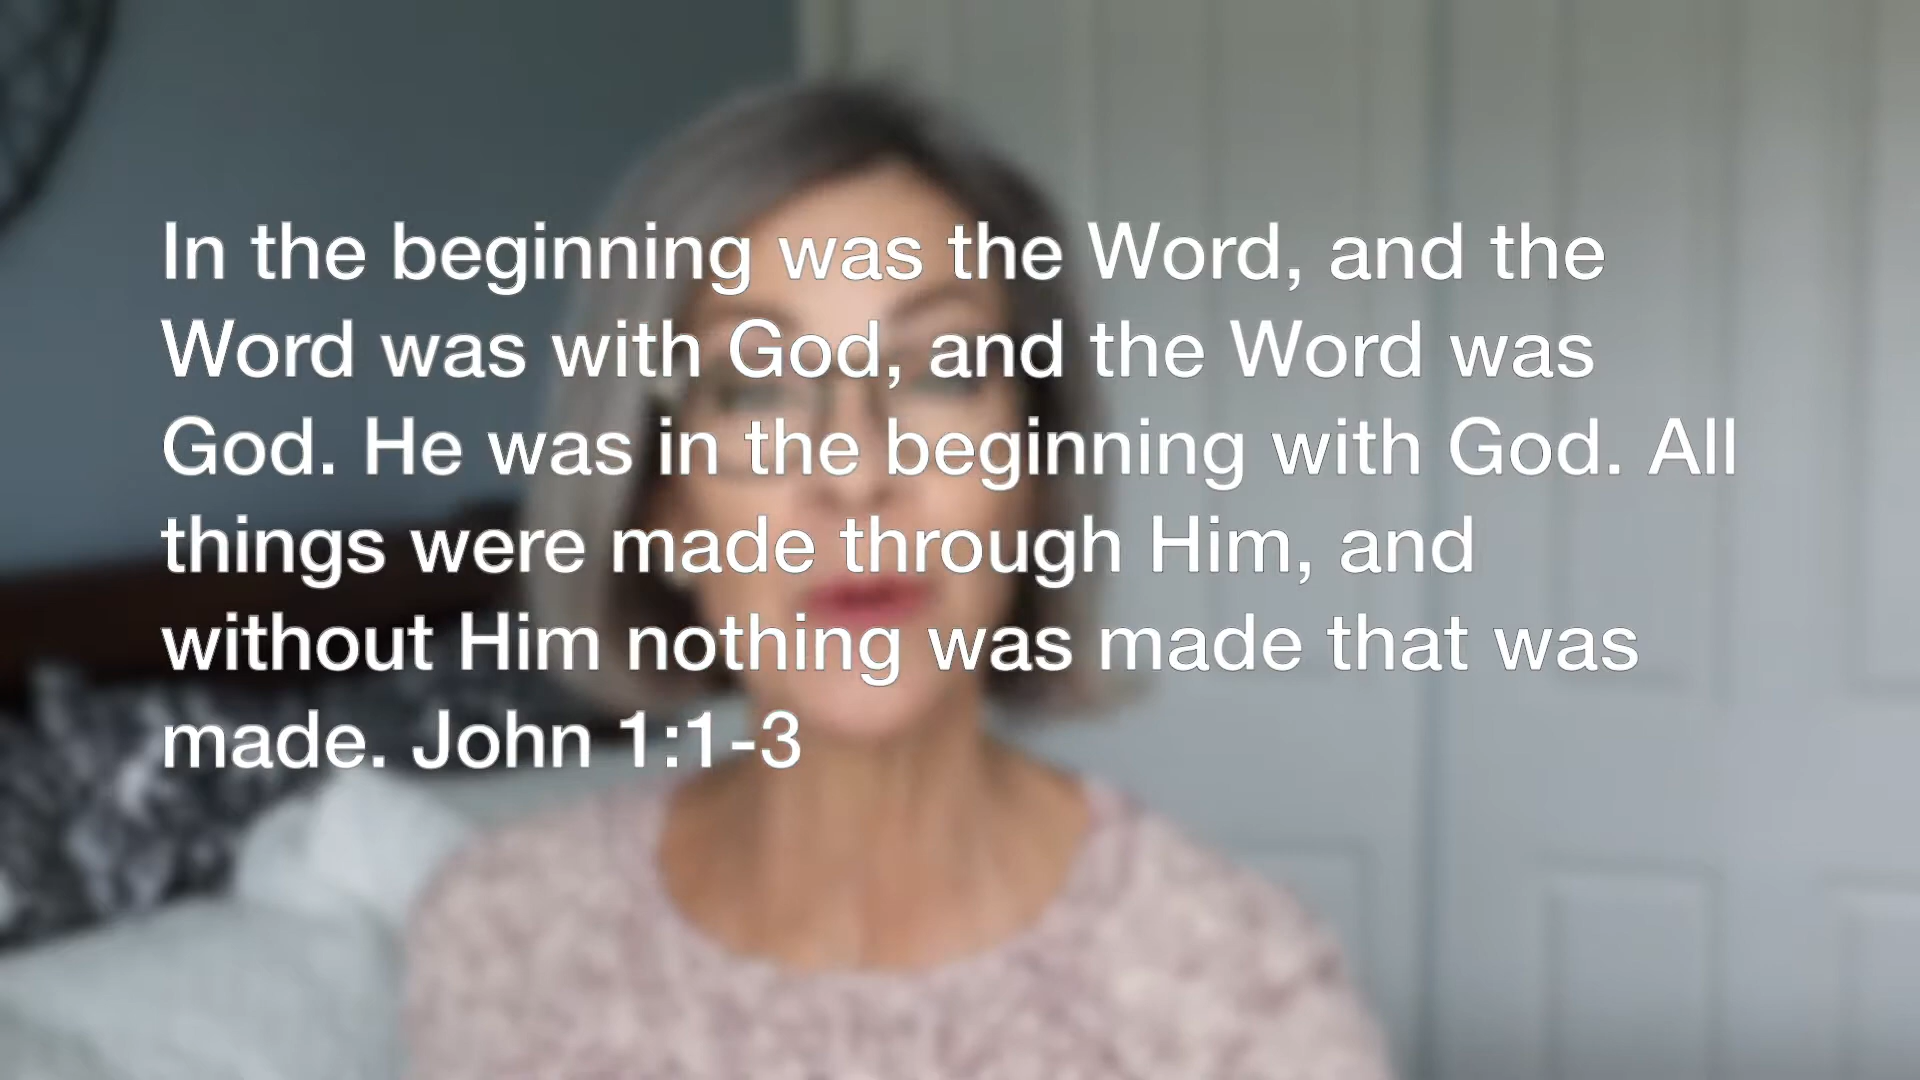 In the beginning was the Word, and the
Word was with God, and the Word was
God. He was in the beginning with God. All
things were made through Him, and
without Him nothing was made that was
made. John 1:1-3